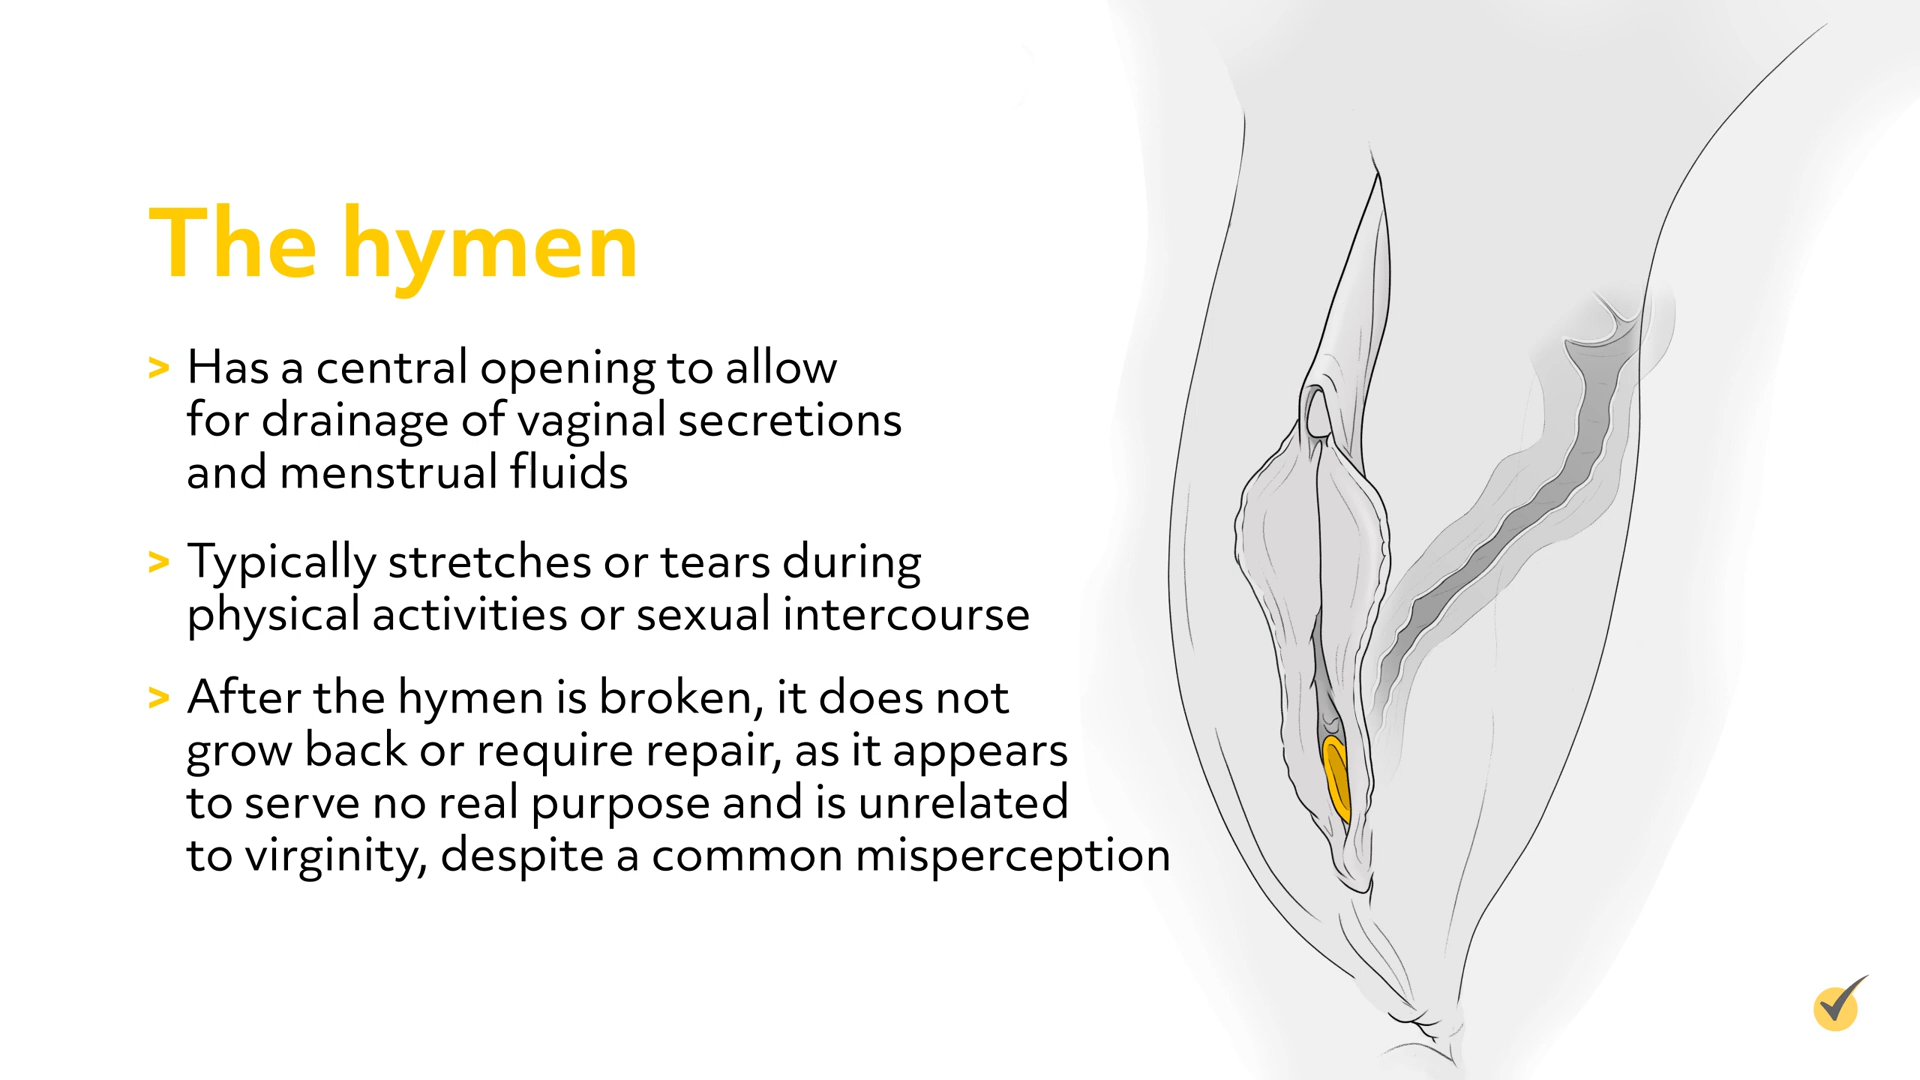 The hymen
> Has a central opening to allow
for drainage of vaginal secretions
and menstrual fluids
> Typically stretches or tears during
physical activities or sexual intercourse
> After the hymen is broken, it does not
grow back or require repair, as it appears
to serve no real purpose and is unrelated
to virginity, despite a common misperception